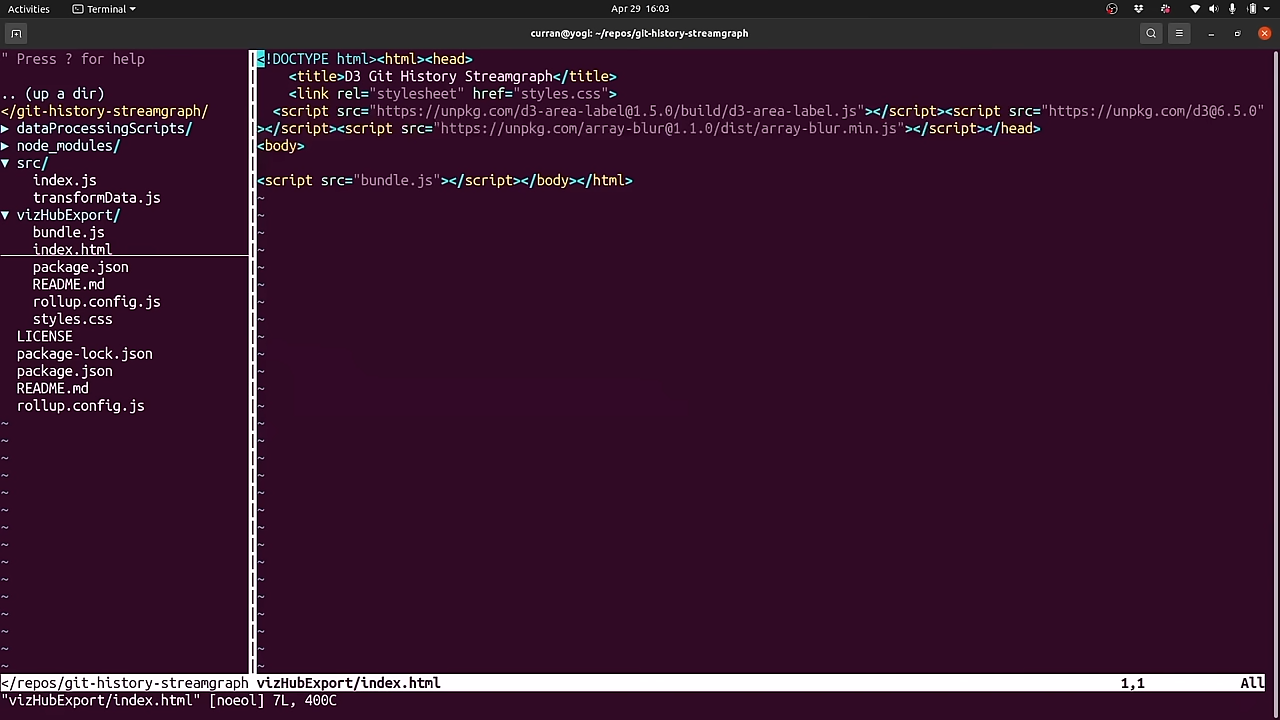 Activities Terminal Apr 29 16:03
curran@yogi: ~/repos/git-history-streamgraph
" Press ? for help
.. (up a dir)
</git-history-streamgraph/
▶ dataProcessingScripts/
▶ node_modules/
▼ src/
index.js
transformData.js
▼ vizHubExport/
bundle.js
index.html
package.json
README.md
rollup.config.js
styles.css
LICENSE
package-lock.json
package.json
README.md
rollup.config.js
<!DOCTYPE html><html><head>
<title>D3 Git History Streamgraph</title>
<link rel="stylesheet" href="styles.css">
<script src="https://unpkg.com/d3-area-label@1.5.0/build/d3-area-label.js"></script><script src="https://unpkg.com/d3@6.5.0"
></script><script src="https://unpkg.com/array-blur@1.1.0/dist/array-blur.min.js"></script></head>
<body>
<script src="bundle.js"></script></body></html>
</repos/git-history-streamgraph vizHubExport/index.html 1,1 All
"vizHubExport/index.html" [noeol] 7L, 400C